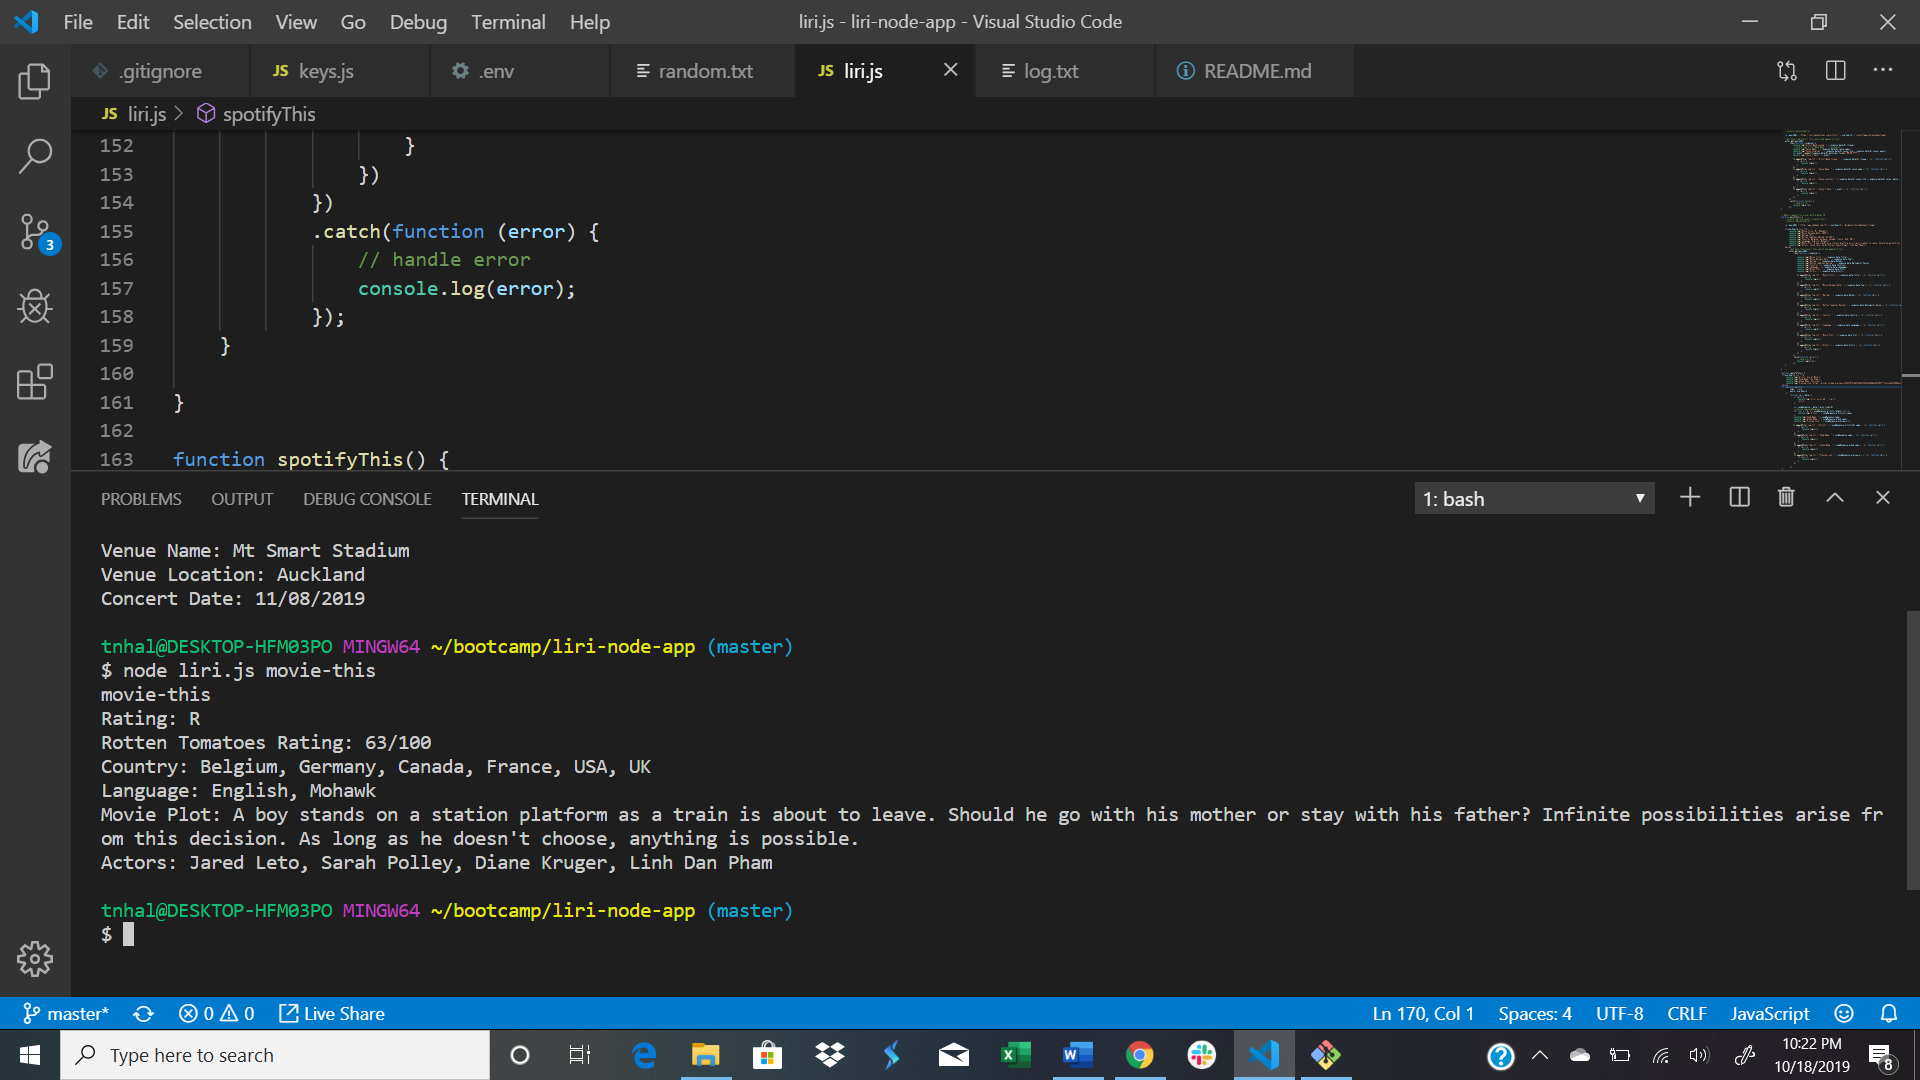 File Edit Selection View Go Debug Terminal Help
liri.js - liri-node-app - Visual Studio Code
.gitignore
JS keys.js
.env
random.txt
JS liri.js
log.txt
README.md
JS liri.js > spotifyThis
152 }
153 })
154 })
155 .catch(function (error) {
156 // handle error
157 console.log(error);
158 });
159 }
160
161 }
162
163 function spotifyThis() {
3
PROBLEMS OUTPUT DEBUG CONSOLE TERMINAL
1: bash
Venue Name: Mt Smart Stadium
Venue Location: Auckland
Concert Date: 11/08/2019
tnhal@DESKTOP-HFM03PO MINGW64 ~/bootcamp/liri-node-app (master)
$ node liri.js movie-this
movie-this
Rating: R
Rotten Tomatoes Rating: 63/100
Country: Belgium, Germany, Canada, France, USA, UK
Language: English, Mohawk
Movie Plot: A boy stands on a station platform as a train is about to leave. Should he go with his mother or stay with his father? Infinite possibilities arise fr
om this decision. As long as he doesn't choose, anything is possible.
Actors: Jared Leto, Sarah Polley, Diane Kruger, Linh Dan Pham
tnhal@DESKTOP-HFM03PO MINGW64 ~/bootcamp/liri-node-app (master)
$
master* 0 0 Live Share
Ln 170, Col 1 Spaces: 4 UTF-8 CRLF JavaScript
Type here to search
10:22 PM
10/18/2019
8